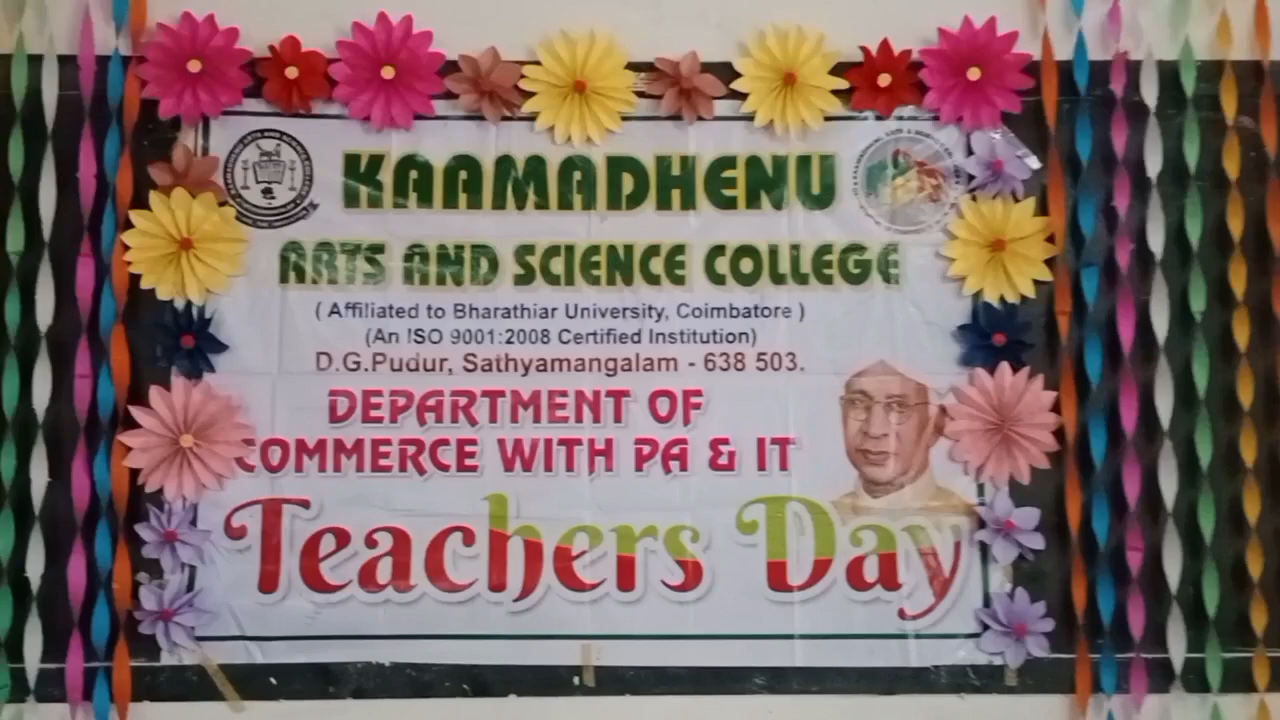 KAAMADHENU
ARTS AND SCIENCE COLLEGE
( Affiliated to Bharathiar University, Coimbatore )
(An ISO 9001:2008 Certified Institution)
D.G.Pudur, Sathyamangalam - 638 503.
DEPARTMENT OF
COMMERCE WITH PA & IT
Teachers Day